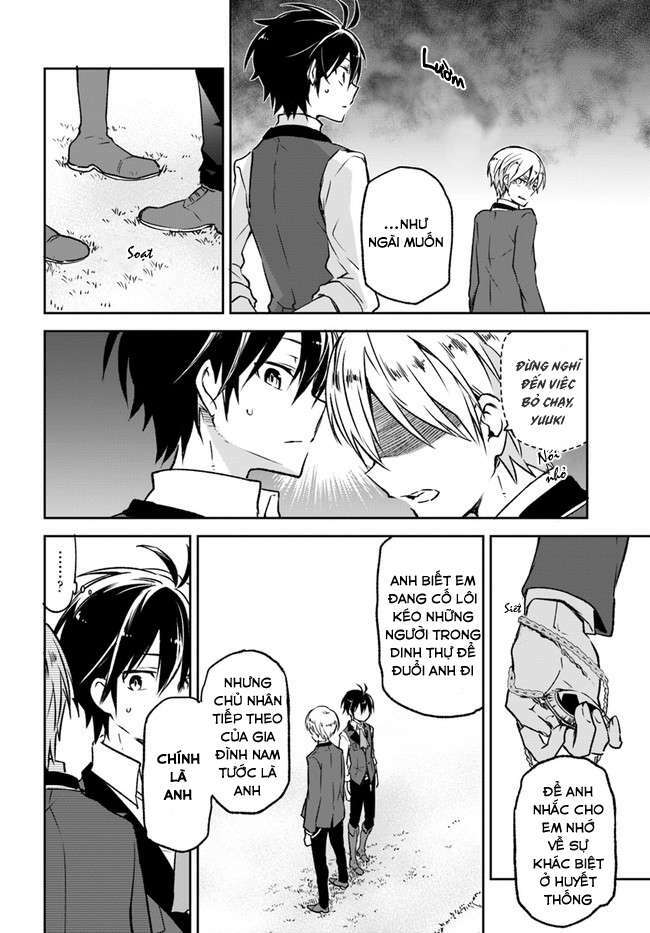 Lườm
...NHƯ
NGÀI MUỐN
Soạt
ĐỪNG NGHĨ
ĐẾN VIỆC
BỎ CHẠY,
YUUKI
Nói
nhỏ
Siết
ĐỂ ANH
NHẮC CHO
EM NHỚ
VỀ SỰ
KHÁC BIỆT
Ở HUYẾT
THỐNG
ANH BIẾT EM
ĐANG CỐ LÔI
KÉO NHỮNG
NGƯỜI TRONG
DINH THỰ ĐỂ
ĐUỔI ANH ĐI
NHƯNG
CHỦ NHÂN
TIẾP THEO
CỦA GIA
ĐÌNH NAM
TƯỚC LÀ
ANH
CHÍNH
LÀ ANH
......?